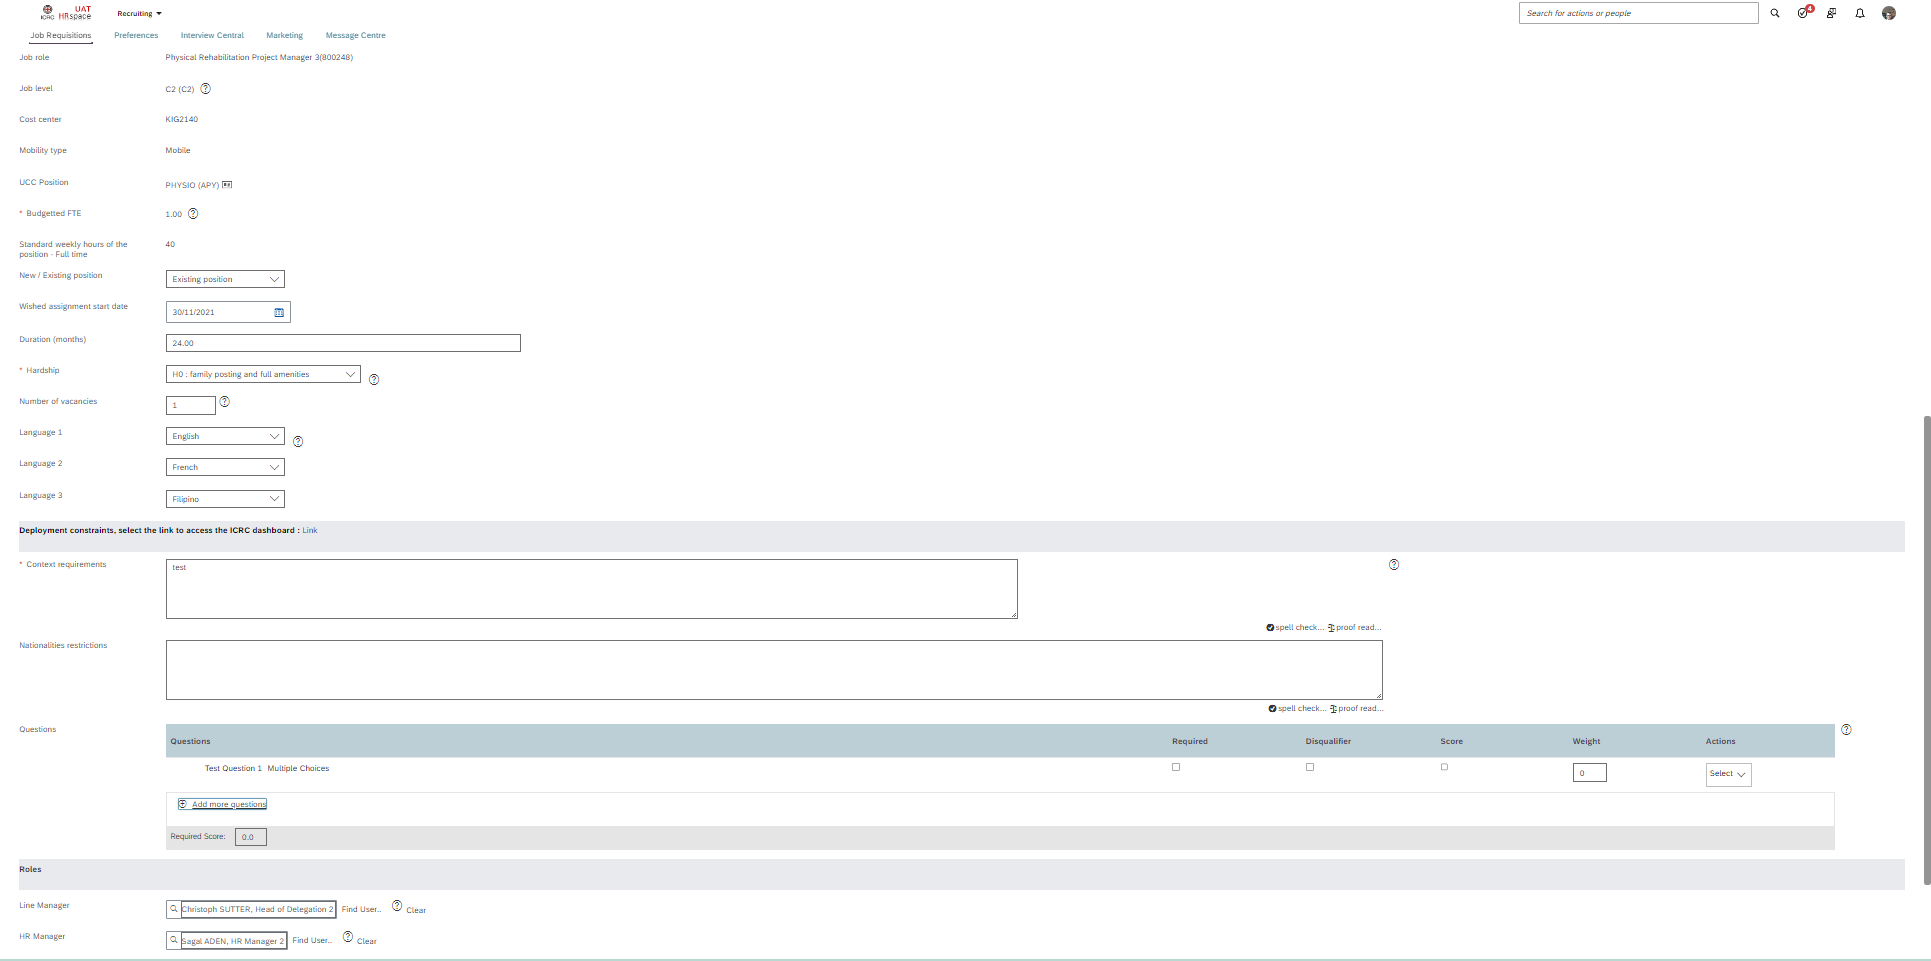 ICRC
UAT
HRspace
Recruiting
Search for actions or people
4
Job Requisitions
Preferences
Interview Central
Marketing
Message Centre
Job role
Physical Rehabilitation Project Manager 3(800248)
Job level
C2 (C2)
Cost center
KIG2140
Mobility type
Mobile
UCC Position
PHYSIO (APY)
* Budgetted FTE
1.00
Standard weekly hours of the
position - Full time
40
New / Existing position
Existing position
Wished assignment start date
30/11/2021
Duration (months)
24.00
* Hardship
H0 : family posting and full amenities
Number of vacancies
1
Language 1
English
Language 2
French
Language 3
Filipino
Deployment constraints, select the link to access the ICRC dashboard : Link
* Context requirements
test
spell check... proof read...
Nationalities restrictions
spell check... proof read...
Questions
Questions
Required
Disqualifier
Score
Weight
Actions
Test Question 1 Multiple Choices
0
Select
Add more questions
Required Score:
0.0
Roles
Line Manager
Christoph SUTTER, Head of Delegation 2
Find User..
Clear
HR Manager
Sagal ADEN, HR Manager 2
Find User..
Clear